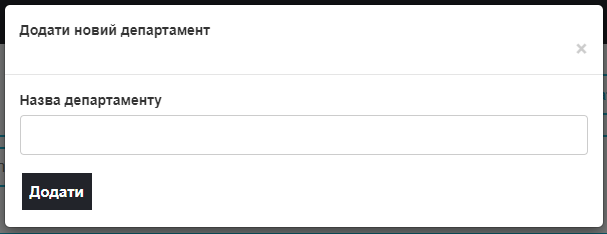 Додати новий департамент
×
Назва департаменту
Додати